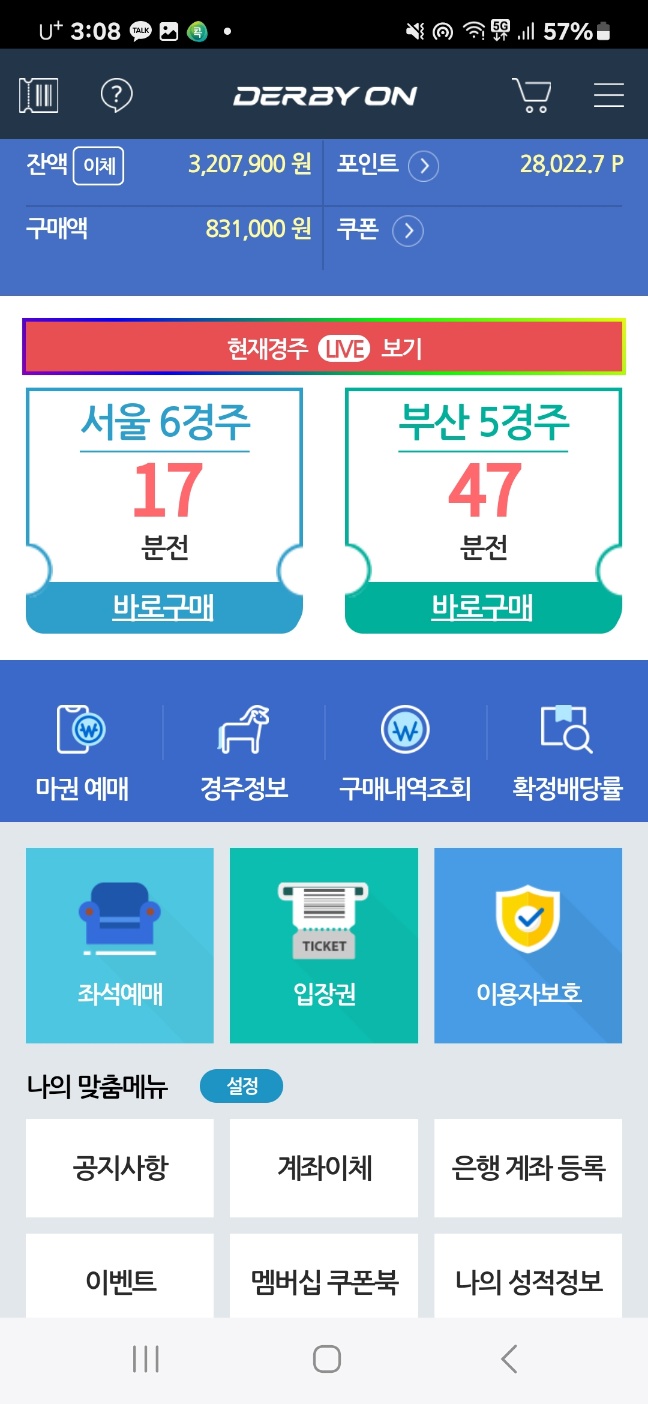 U+ 3:08 TALK 5G 57%
DERBY ON
잔액 이체 3,207,900 원 포인트 28,022.7 P
구매액 831,000 원 쿠폰
현재경주 LIVE 보기
서울 6경주
17
분전
바로구매
부산 5경주
47
분전
바로구매
마권 예매 경주정보 구매내역조회 확정배당률
TICKET
좌석예매 입장권 이용자보호
나의 맞춤메뉴 설정
공지사항 계좌이체 은행 계좌 등록
이벤트 멤버십 쿠폰북 나의 성적정보